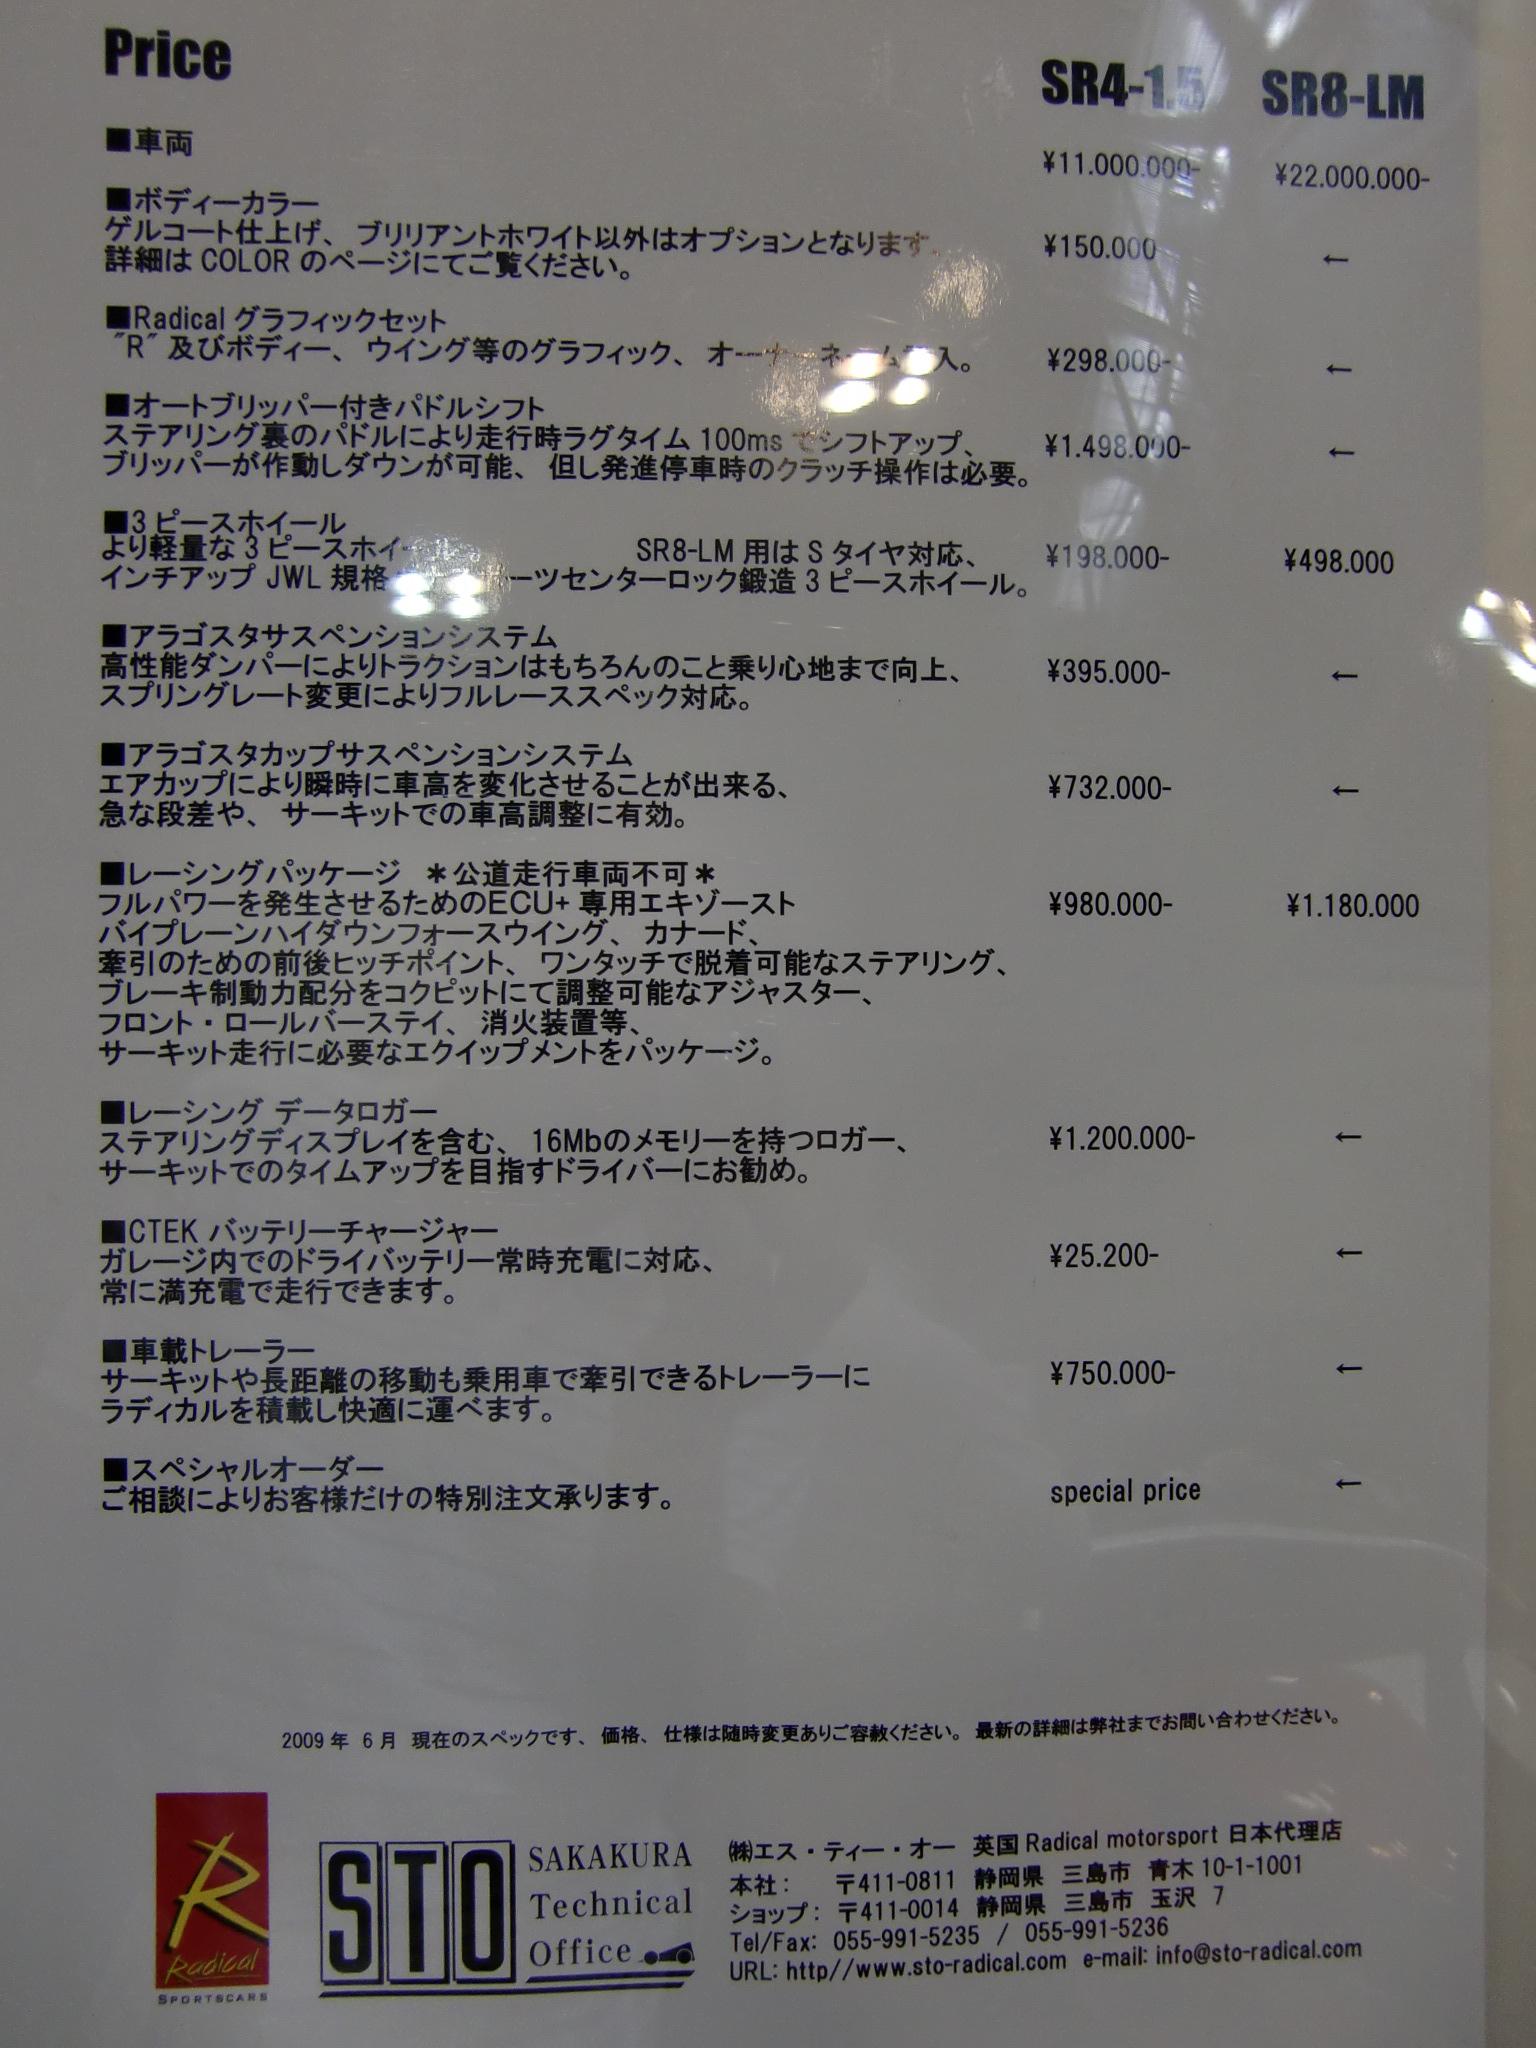 Price
SR4-1.5 SR8-LM
■車両 ¥11.000.000- ¥22.000.000-
■ボディーカラー
ゲルコート仕上げ、ブリリアントホワイト以外はオプションとなります。 ¥150.000 ←
詳細は COLOR のページにてご覧ください。
■Radical グラフィックセット
"R" 及びボディー、ウイング等のグラフィック、 入。 ¥298.000- ←
■オートブリッパー付きパドルシフト
ステアリング裏のパドルにより走行時ラグタイム 100ms でシフトアップ、 ¥1.498.000- ←
ブリッパーが作動しダウンが可能、但し発進停車時のクラッチ操作は必要。
■3 ピースホイール
より軽量な 3 ピースホイ SR8-LM 用は S タイヤ対応、 ¥198.000- ¥498.000
インチアップ JWL 規格 ーツセンターロック鍛造 3 ピースホイール。
■アラゴスタサスペンションシステム
高性能ダンパーによりトラクションはもちろんのこと乗り心地まで向上、 ¥395.000- ←
スプリングレート変更によりフルレーススペック対応。
■アラゴスタカップサスペンションシステム
エアカップにより瞬時に車高を変化させることが出来る、 ¥732.000- ←
急な段差や、サーキットでの車高調整に有効。
■レーシングパッケージ ＊公道走行車両不可＊
フルパワーを発生させるためのECU+ 専用エキゾースト ¥980.000- ¥1.180.000
バイプレーンハイダウンフォースウイング、カナード、
牽引のための前後ヒッチポイント、ワンタッチで脱着可能なステアリング、
ブレーキ制動力配分をコクピットにて調整可能なアジャスター、
フロント・ロールバーステイ、消火装置等、
サーキット走行に必要なエクイップメントをパッケージ。
■レーシング データロガー
ステアリングディスプレイを含む、16Mbのメモリーを持つロガー、 ¥1.200.000- ←
サーキットでのタイムアップを目指すドライバーにお勧め。
■CTEK バッテリーチャージャー
ガレージ内でのドライバッテリー常時充電に対応、 ¥25.200- ←
常に満充電で走行できます。
■車載トレーラー
サーキットや長距離の移動も乗用車で牽引できるトレーラーに ¥750.000- ←
ラディカルを積載し快適に運べます。
■スペシャルオーダー
ご相談によりお客様だけの特別注文承ります。 special price ←
2009 年 6 月 現在のスペックです、価格、仕様は随時変更ありご容赦ください。最新の詳細は弊社までお問い合わせください。
R
Radical
SPORTSCARS
STO
SAKAKURA
Technical
Office
㈱エス・ティー・オー 英国 Radical motorsport 日本代理店
本社： 〒411-0811 静岡県 三島市 青木 10-1-1001
ショップ： 〒411-0014 静岡県 三島市 玉沢 7
Tel/Fax: 055-991-5235 / 055-991-5236
URL: http//www.sto-radical.com e-mail: info@sto-radical.com